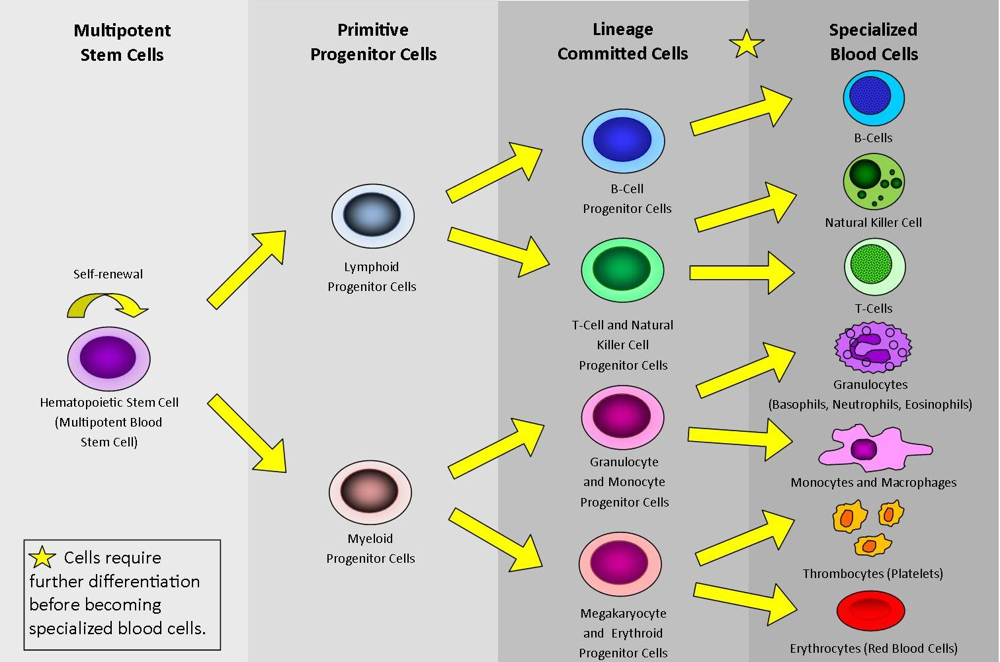 Multipotent
Stem Cells
Primitive
Progenitor Cells
Lineage
Committed Cells
Specialized
Blood Cells
Self-renewal
Hematopoietic Stem Cell
(Multipotent Blood
Stem Cell)
Lymphoid
Progenitor Cells
Myeloid
Progenitor Cells
B-Cell
Progenitor Cells
T-Cell and Natural
Killer Cell
Progenitor Cells
Granulocyte
and Monocyte
Progenitor Cells
Megakaryocyte
and Erythroid
Progenitor Cells
B-Cells
Natural Killer Cell
T-Cells
Granulocytes
(Basophils, Neutrophils, Eosinophils)
Monocytes and Macrophages
Thrombocytes (Platelets)
Erythrocytes (Red Blood Cells)
Cells require
further differentiation
before becoming
specialized blood cells.